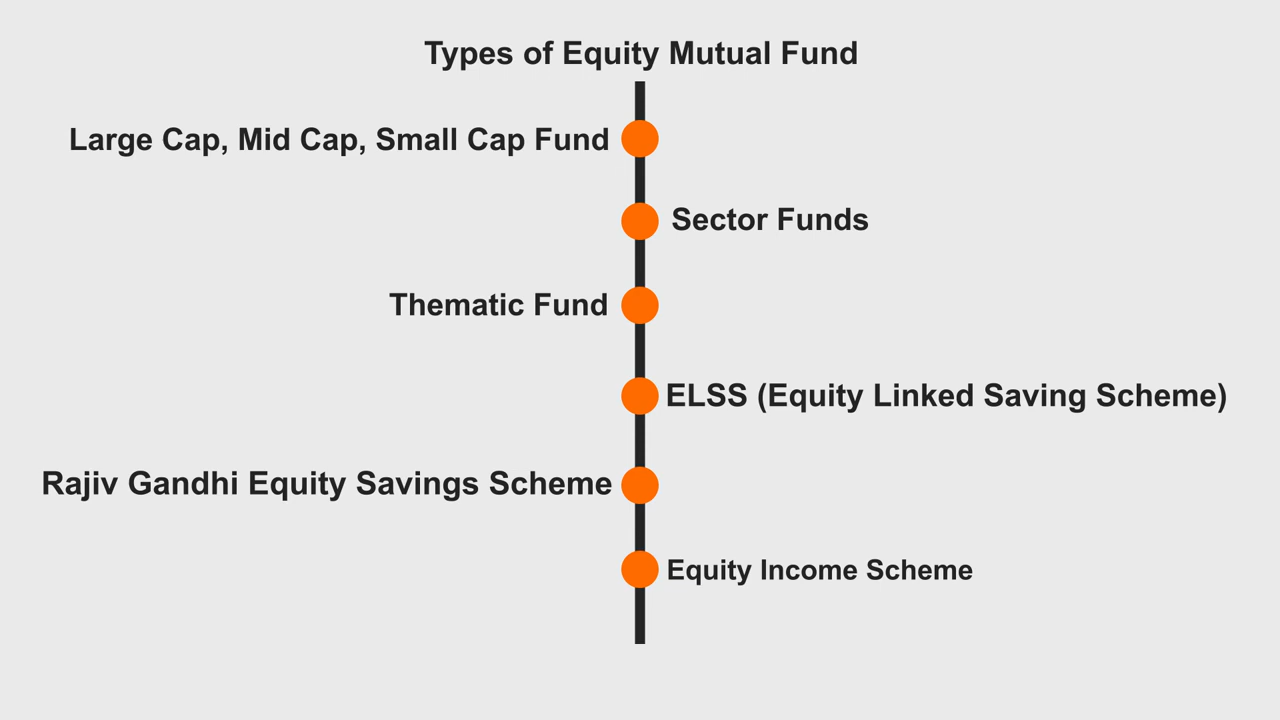 Types of Equity Mutual Fund
Large Cap, Mid Cap, Small Cap Fund
Sector Funds
Thematic Fund
ELSS (Equity Linked Saving Scheme)
Rajiv Gandhi Equity Savings Scheme
Equity Income Scheme